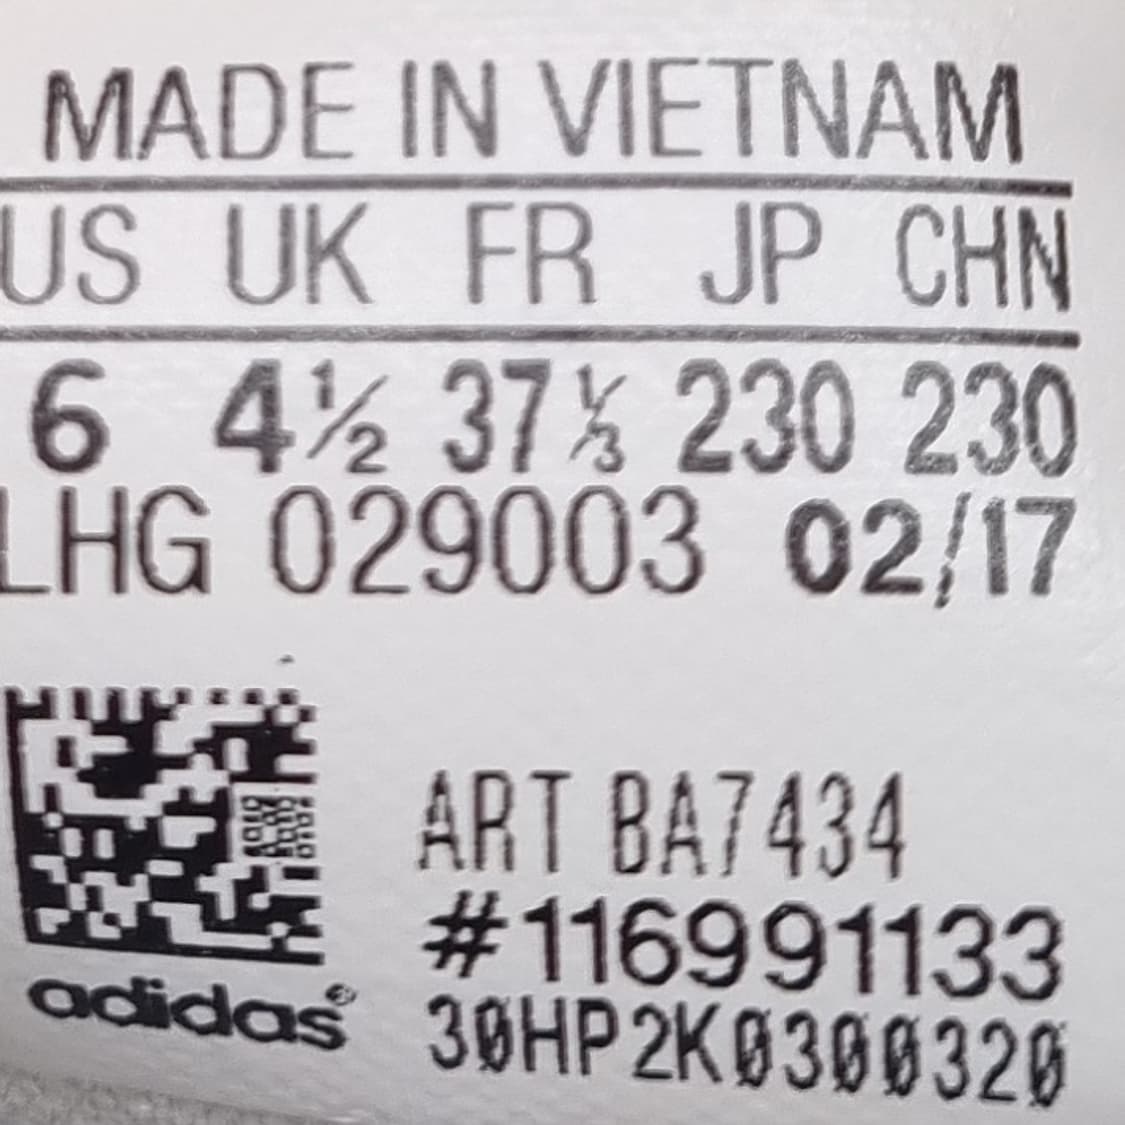 MADE IN VIETNAM
US UK FR JP CHN
6 4½ 37⅓ 230 230
LHG 029003 02/17
ART BA7434
#116991133
adidas®
30HP2K0300320